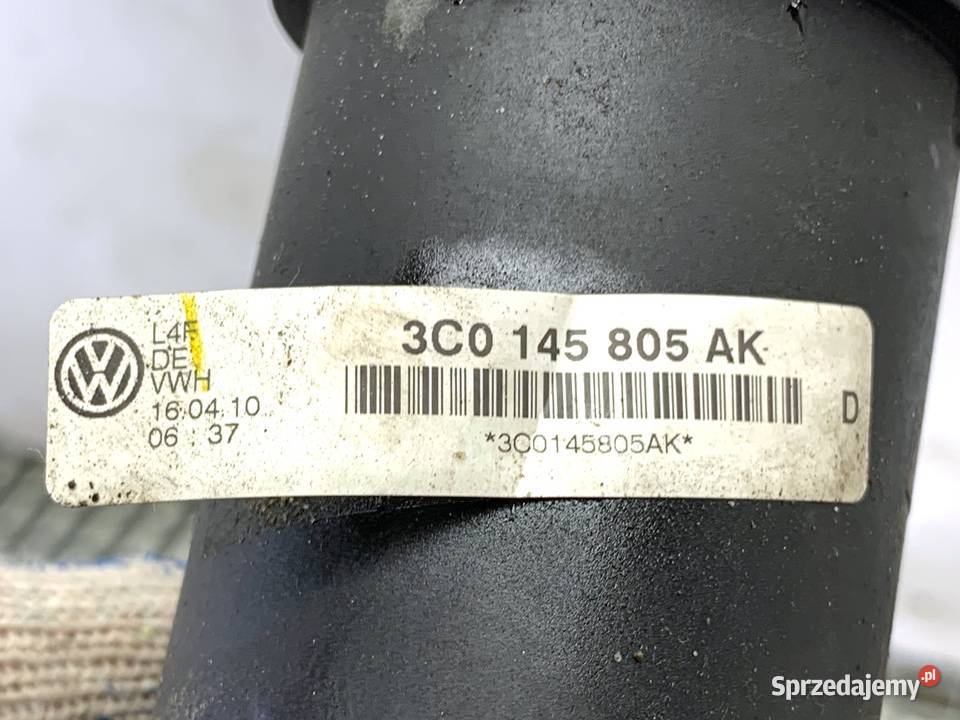 L4F
DE
VWH
16.04.10
06 : 37
3C0 145 805 AK
*3C0145805AK*
D
Sprzedajemy.pl